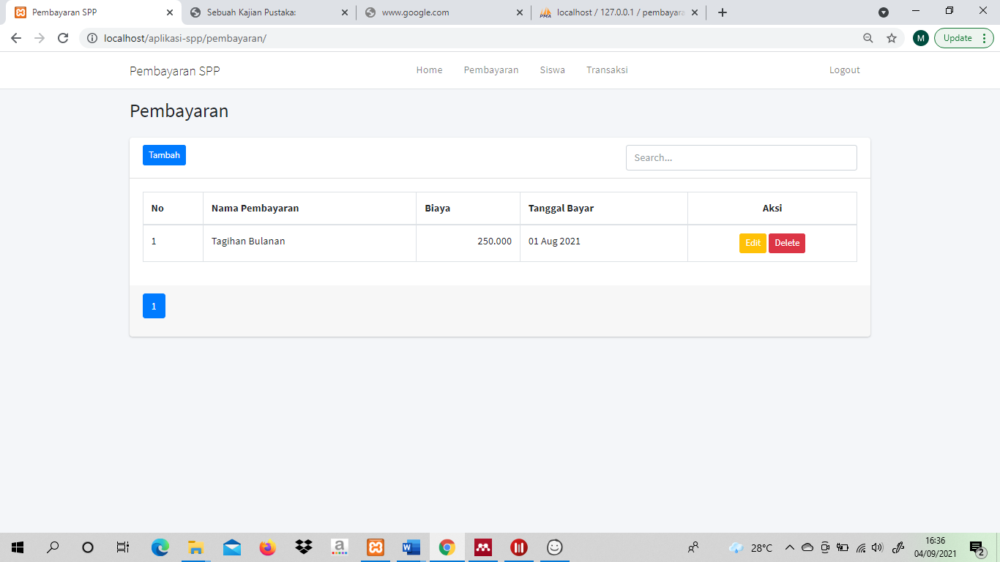 Pembayaran SPP
Sebuah Kajian Pustaka:
www.google.com
localhost / 127.0.0.1 / pembayara
localhost/aplikasi-spp/pembayaran/
M
Update
Pembayaran SPP
Home
Pembayaran
Siswa
Transaksi
Logout
Pembayaran
Tambah
Search...
No Nama Pembayaran Biaya Tanggal Bayar Aksi
1 Tagihan Bulanan 250.000 01 Aug 2021 Edit Delete
1
28°C
16:36
04/09/2021
2